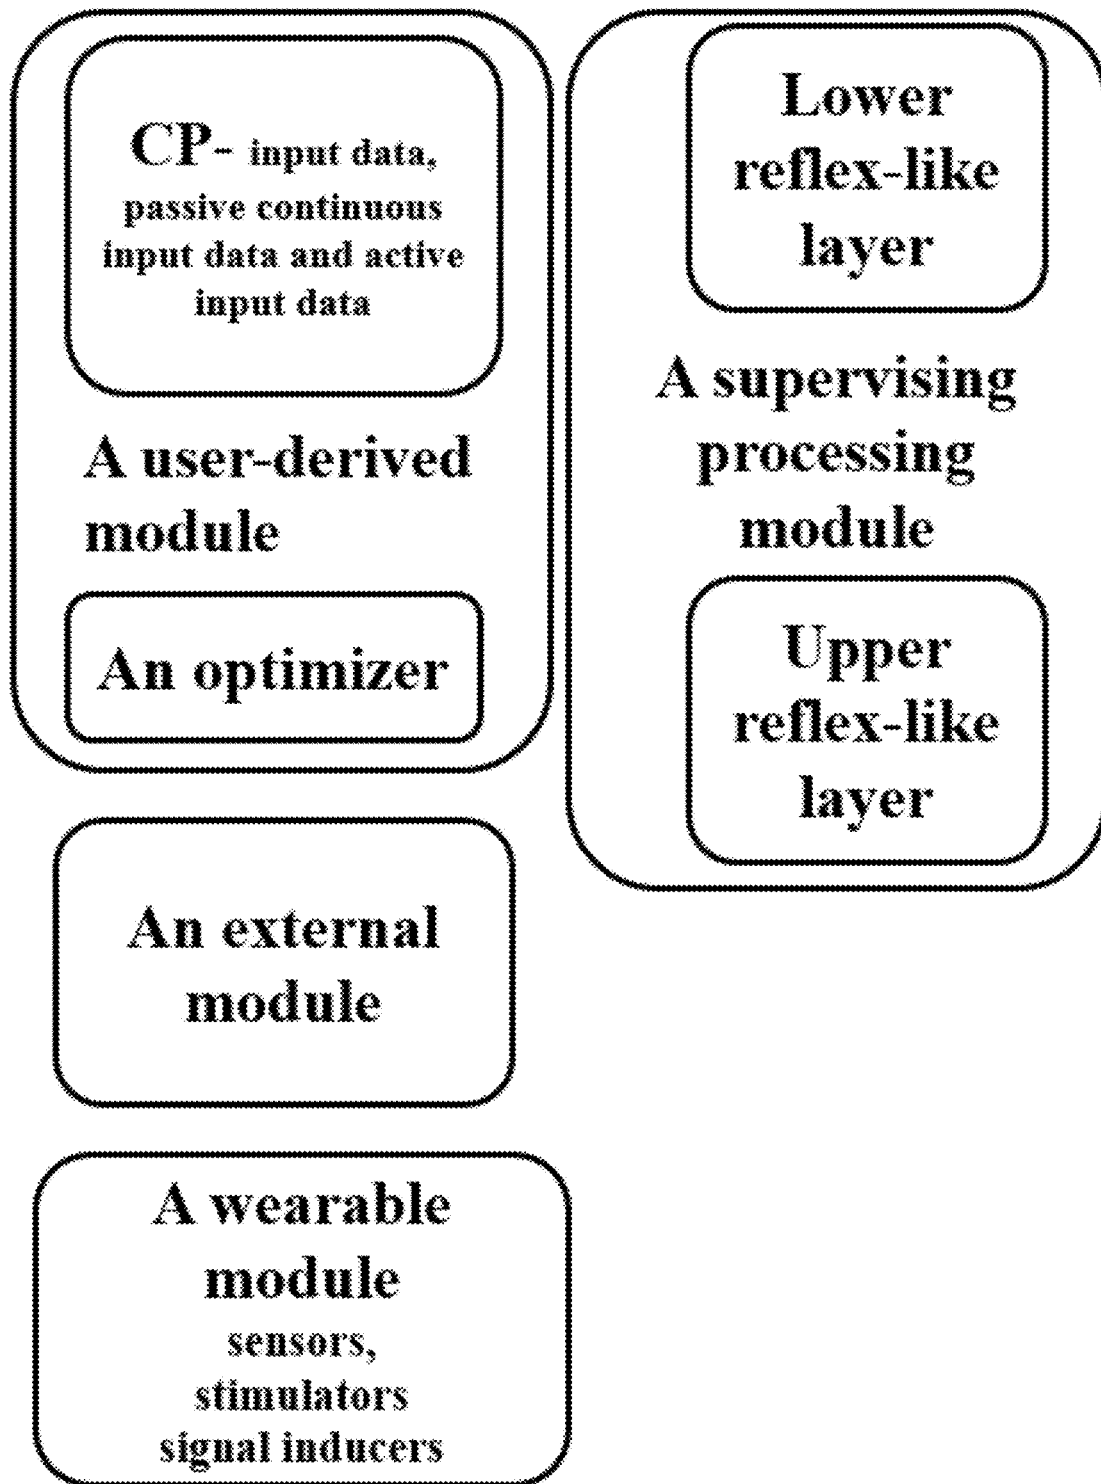 CP- input data,
passive continuous
input data and active
input data
A user-derived
module
An optimizer
Lower
reflex-like
layer
A supervising
processing
module
Upper
reflex-like
layer
An external
module
A wearable
module
sensors,
stimulators
signal inducers